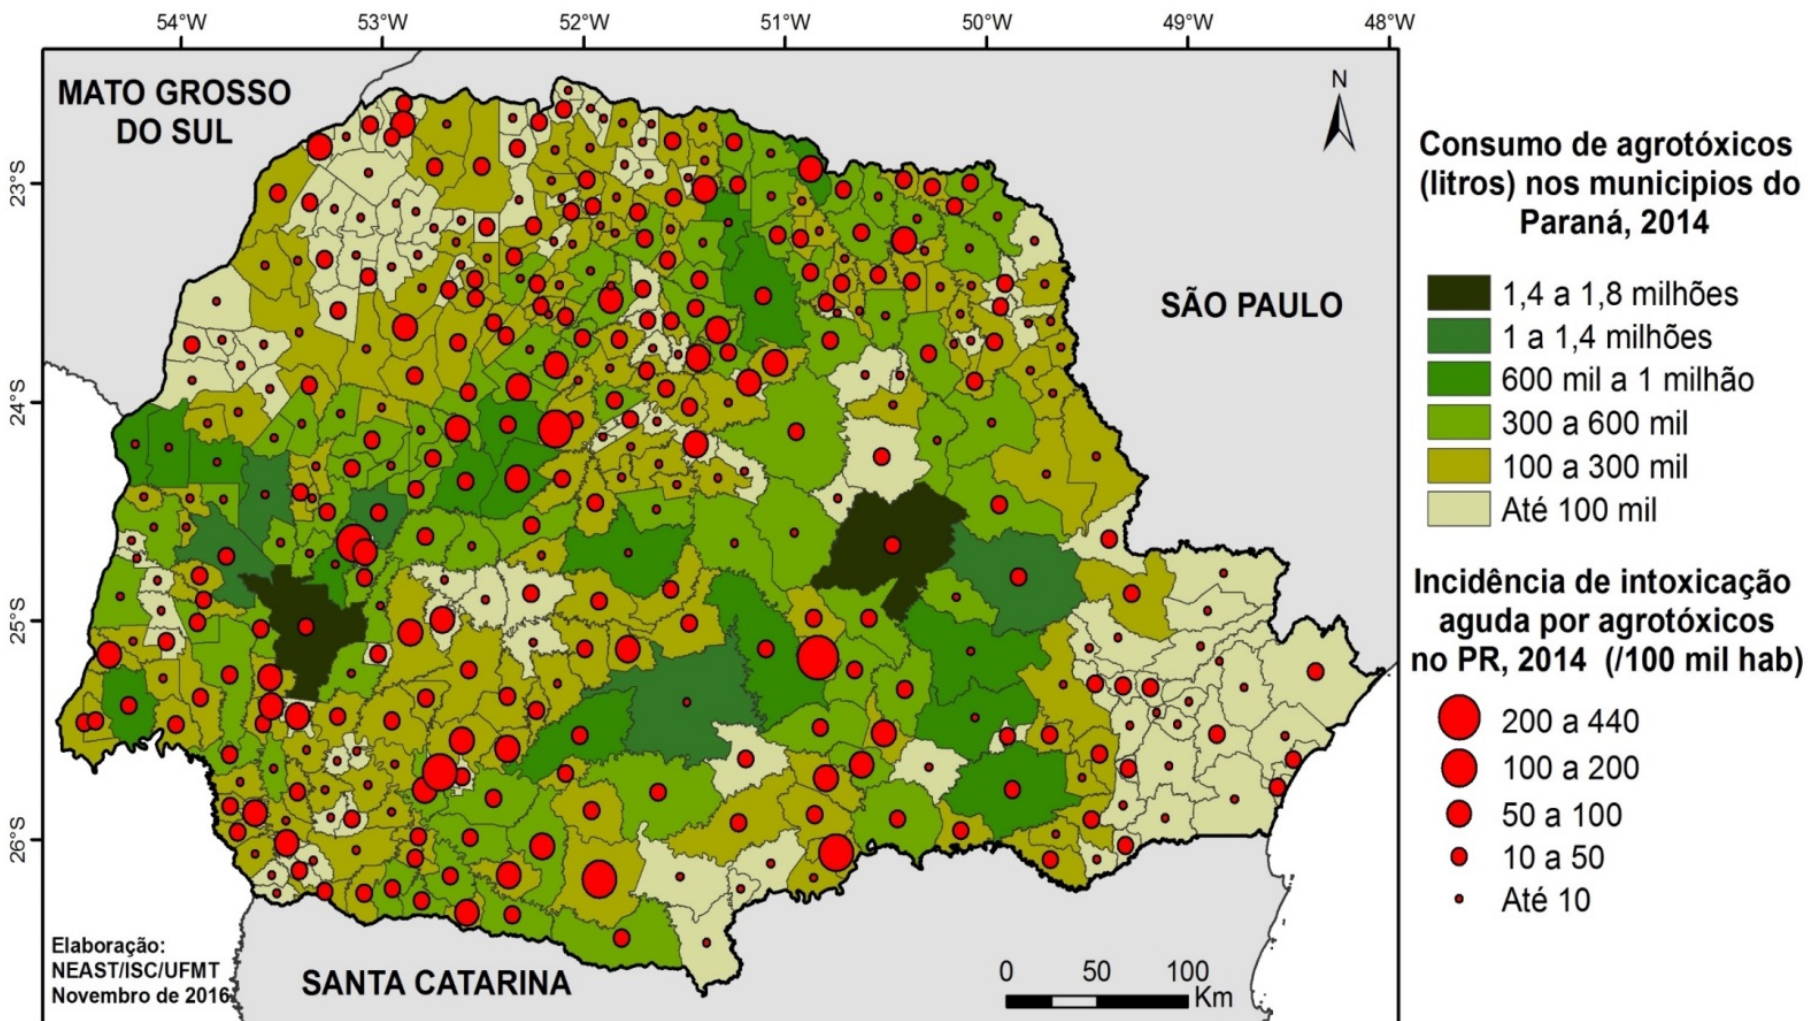 54°W 53°W 52°W 51°W 50°W 49°W 48°W
MATO GROSSO
DO SUL
N
23°S
24°S
25°S
26°S
SÃO PAULO
SANTA CATARINA
Elaboração:
NEAST/ISC/UFMT
Novembro de 2016
0 50 100
Km
Consumo de agrotóxicos
(litros) nos municipios do
Paraná, 2014
1,4 a 1,8 milhões
1 a 1,4 milhões
600 mil a 1 milhão
300 a 600 mil
100 a 300 mil
Até 100 mil
Incidência de intoxicação
aguda por agrotóxicos
no PR, 2014 (/100 mil hab)
200 a 440
100 a 200
50 a 100
10 a 50
Até 10